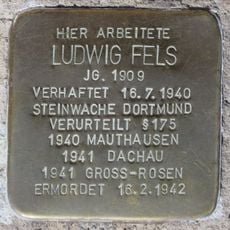 HIER ARBEITETE
LUDWIG FELS
JG. 1909
VERHAFTET 16.7.1940
STEINWACHE DORTMUND
VERURTEILT §175
1940 MAUTHAUSEN
1941 DACHAU
1941 GROSS-ROSEN
ERMORDET 16.2.1942